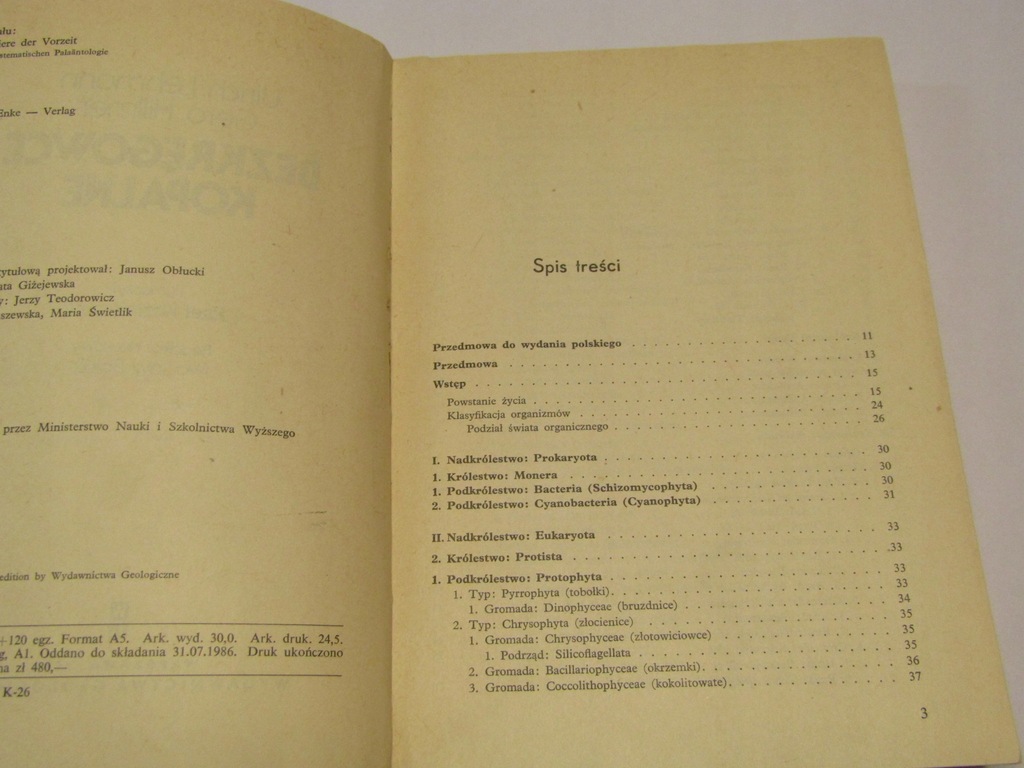 ału:
iere der Vorzeit
stematischen Paläontologie
Enke — Verlag
ytulową projektował: Janusz Obłucki
ata Giżejewska
y: Jerzy Teodorowicz
szewska, Maria Świetlik
przez Ministerstwo Nauki i Szkolnictwa Wyższego
edition by Wydawnictwa Geologiczne
+120 egz. Format A5. Ark. wyd. 30,0. Ark. druk. 24,5.
g, A1. Oddano do składania 31.07.1986. Druk ukończono
na zł 480,—
K-26
Spis treści
Przedmowa do wydania polskiego . . . . . 11
Przedmowa . . . . . 13
Wstęp . . . . . 15
Powstanie życia . . . . . 15
Klasyfikacja organizmów . . . . . 24
Podział świata organicznego . . . . . 26
I. Nadkrólestwo: Prokaryota . . . . . 30
1. Królestwo: Monera . . . . . 30
1. Podkrólestwo: Bacteria (Schizomycophyta) . . . . . 30
2. Podkrólestwo: Cyanobacteria (Cyanophyta) . . . . . 31
II. Nadkrólestwo: Eukaryota . . . . . 33
2. Królestwo: Protista . . . . . 33
1. Podkrólestwo: Protophyta . . . . . 33
1. Typ: Pyrrophyta (tobołki) . . . . . 33
1. Gromada: Dinophyceae (bruzdnice) . . . . . 34
2. Typ: Chrysophyta (złocienice) . . . . . 35
1. Gromada: Chrysophyceae (złotowiciowce) . . . . . 35
1. Podrząd: Silicoflagellata . . . . . 35
2. Gromada: Bacillariophyceae (okrzemki) . . . . . 36
3. Gromada: Coccolithophyceae (kokolitowate) . . . . . 37
3